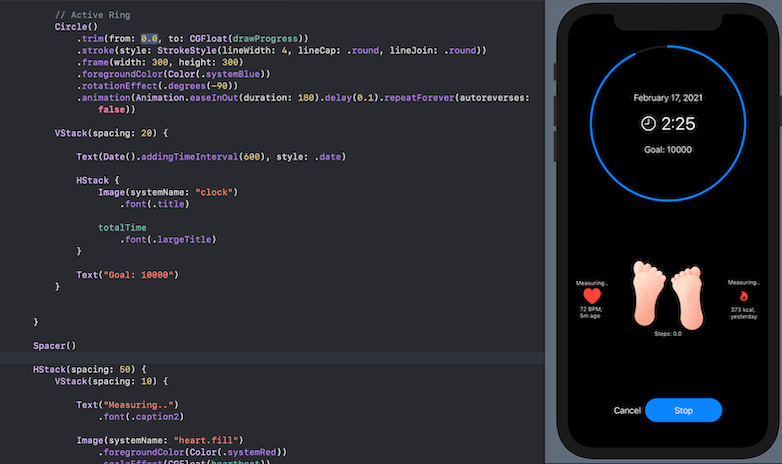 // Active Ring
Circle()
.trim(from: 0.0, to: CGFloat(drawProgress))
.stroke(style: StrokeStyle(lineWidth: 4, lineCap: .round, lineJoin: .round))
.frame(width: 300, height: 300)
.foregroundColor(Color(.systemBlue))
.rotationEffect(.degrees(-90))
.animation(Animation.easeInOut(duration: 180).delay(0.1).repeatForever(autoreverses:
false))
VStack(spacing: 20) {
Text(Date().addingTimeInterval(600), style: .date)
HStack {
Image(systemName: "clock")
.font(.title)
totalTime
.font(.largeTitle)
}
Text("Goal: 10000")
}
}
Spacer()
HStack(spacing: 50) {
VStack(spacing: 10) {
Text("Measuring..")
.font(.caption2)
Image(systemName: "heart.fill")
.foregroundColor(Color(.systemRed))
.scaleEffect(CGFloat(heartbeat))
February 17, 2021
2:25
Goal: 10000
Measuring..
72 BPM,
5m ago
Steps: 0.0
Measuring..
373 kcal,
yesterday
Cancel
Stop